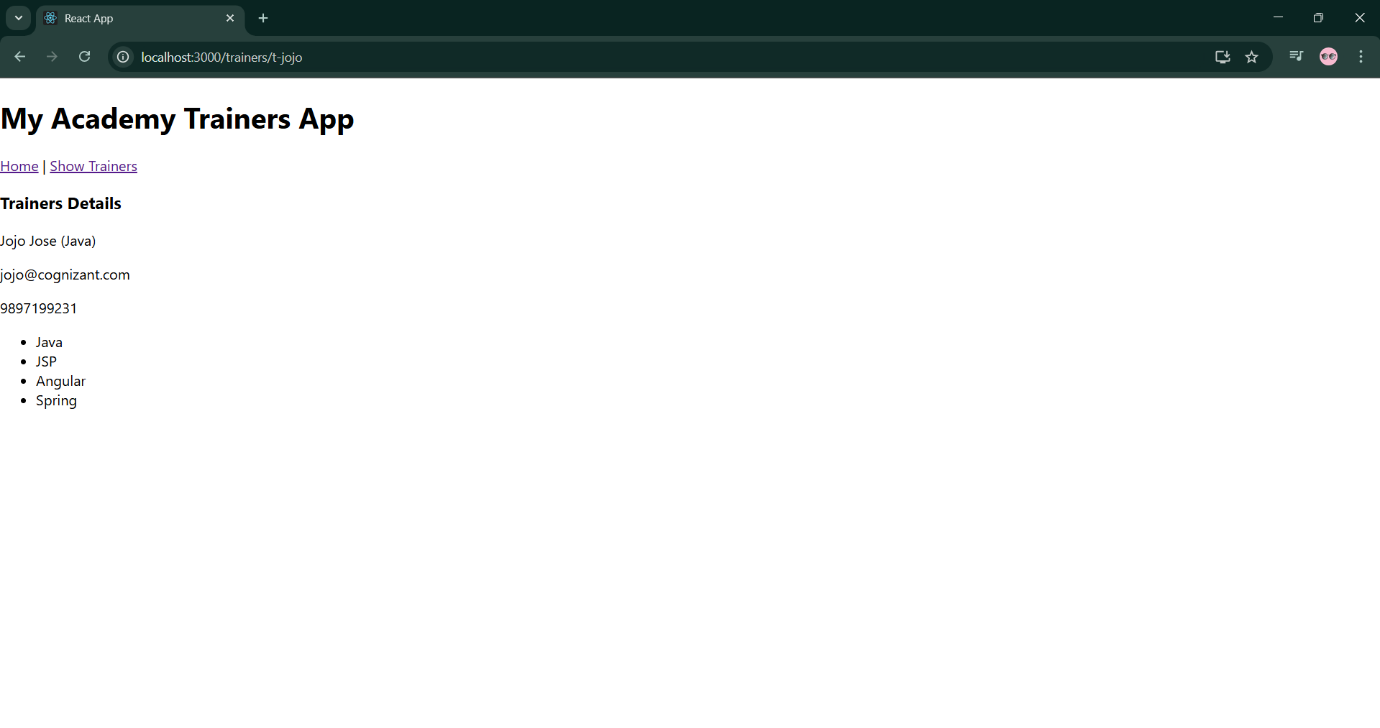 React App
localhost:3000/trainers/t-jojo
My Academy Trainers App
Home | Show Trainers
Trainers Details
Jojo Jose (Java)
jojo@cognizant.com
9897199231
Java
JSP
Angular
Spring